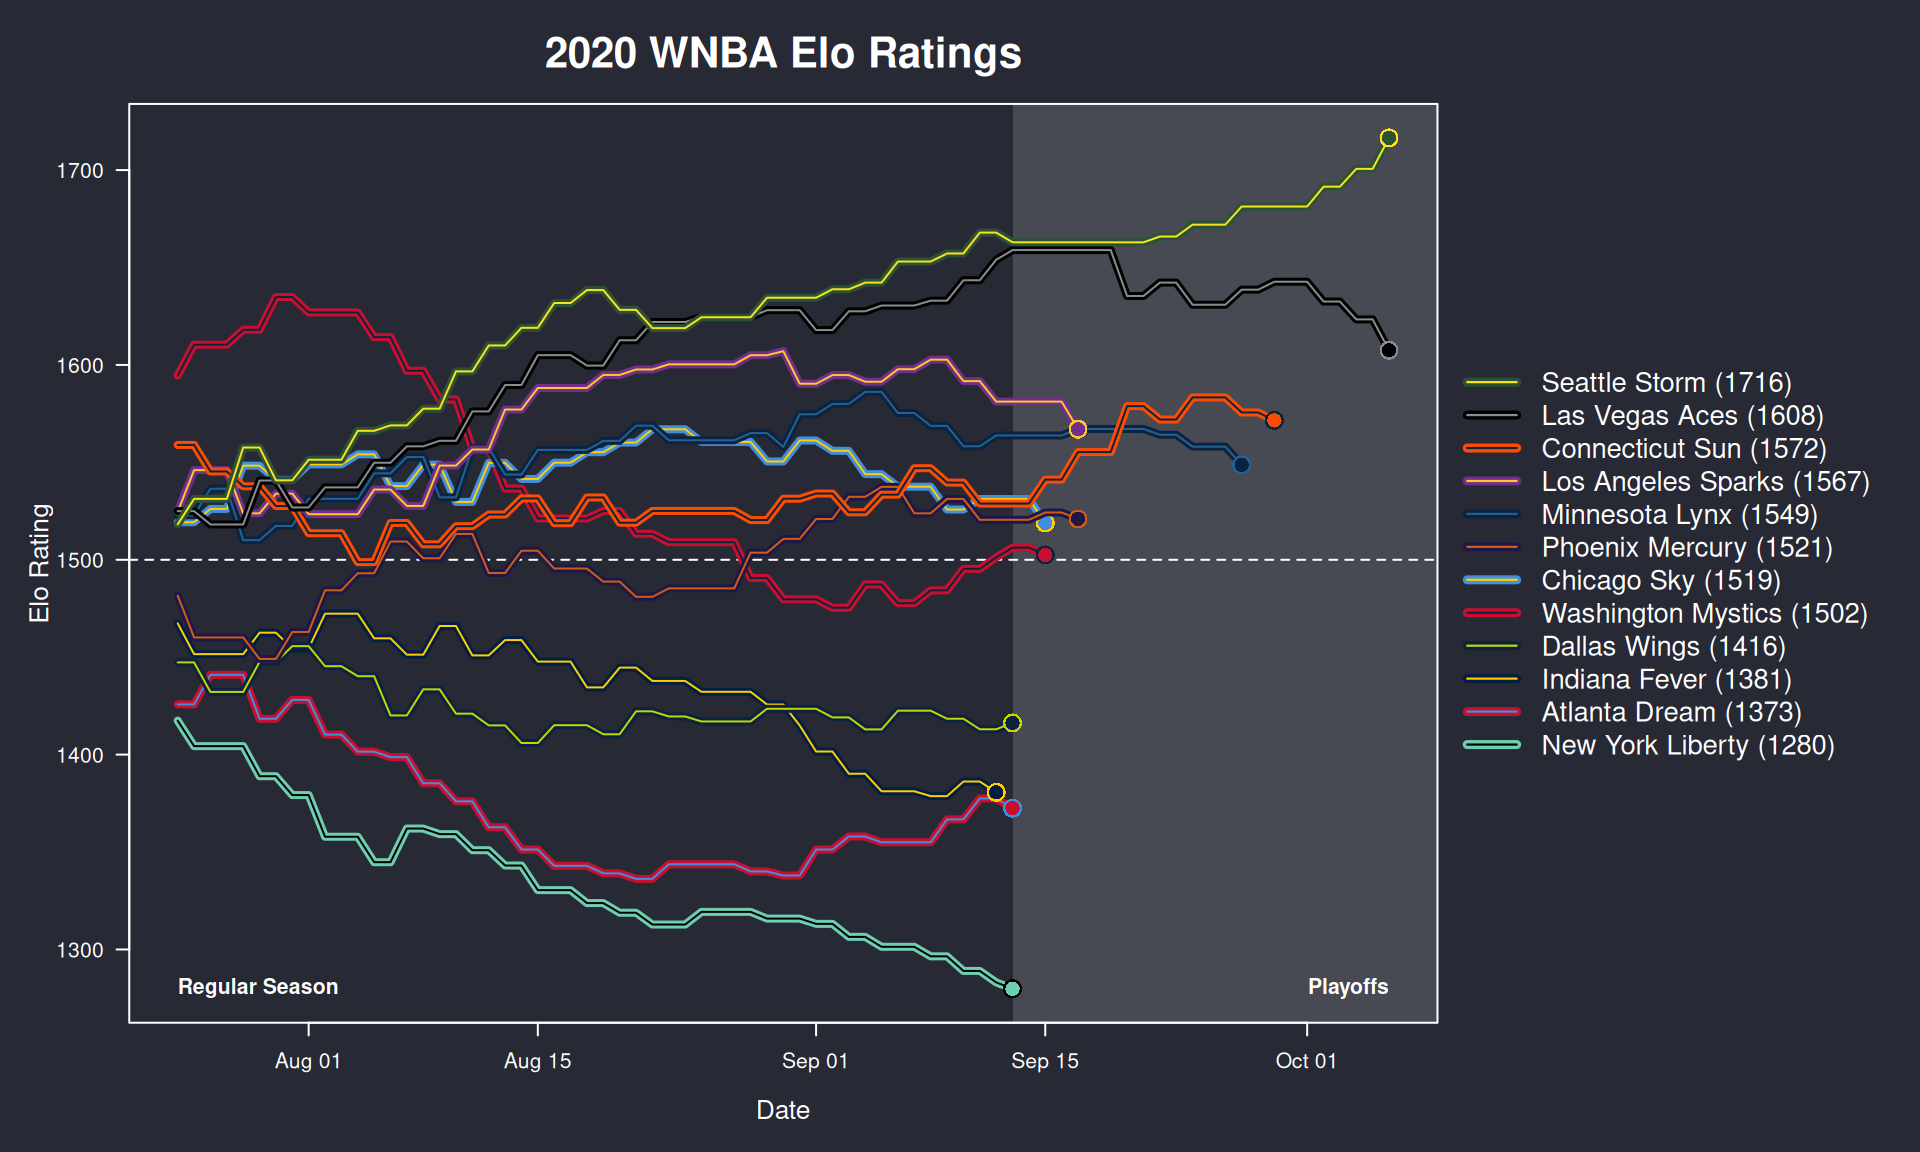 2020 WNBA Elo Ratings
1700
1600
1500
1400
1300
Elo Rating
Regular Season
Playoffs
Aug 01
Aug 15
Sep 01
Sep 15
Oct 01
Date
Seattle Storm (1716)
Las Vegas Aces (1608)
Connecticut Sun (1572)
Los Angeles Sparks (1567)
Minnesota Lynx (1549)
Phoenix Mercury (1521)
Chicago Sky (1519)
Washington Mystics (1502)
Dallas Wings (1416)
Indiana Fever (1381)
Atlanta Dream (1373)
New York Liberty (1280)